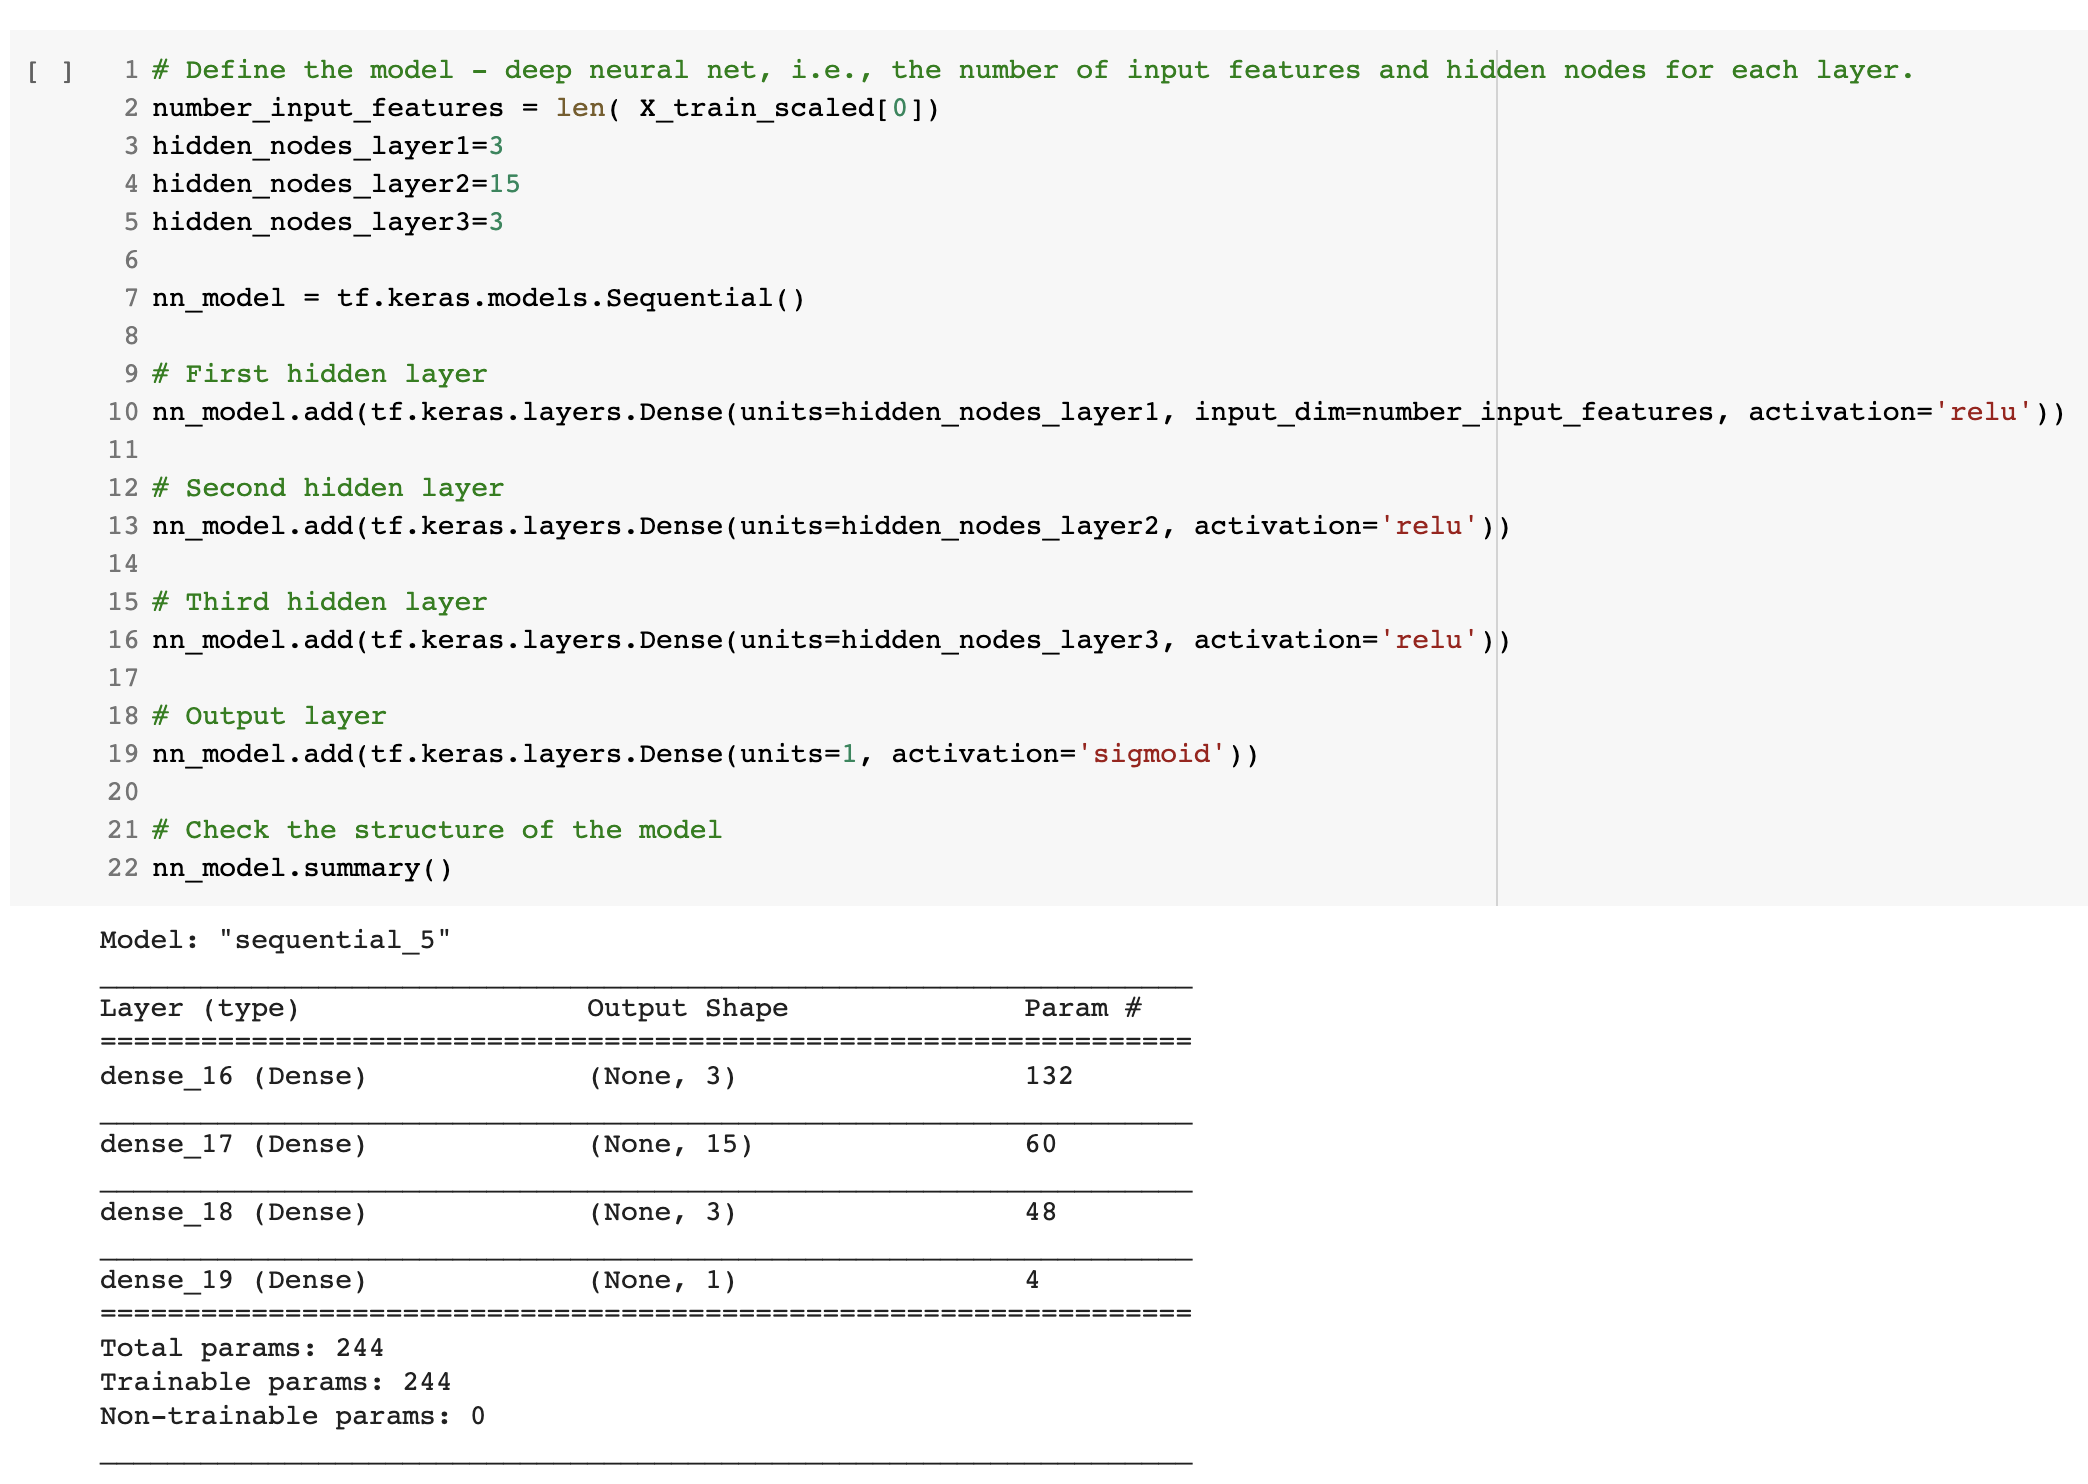 [ ] 1 # Define the model - deep neural net, i.e., the number of input features and hidden nodes for each layer.
2 number_input_features = len( X_train_scaled[0])
3 hidden_nodes_layer1=3
4 hidden_nodes_layer2=15
5 hidden_nodes_layer3=3
6
7 nn_model = tf.keras.models.Sequential()
8
9 # First hidden layer
10 nn_model.add(tf.keras.layers.Dense(units=hidden_nodes_layer1, input_dim=number_input_features, activation='relu'))
11
12 # Second hidden layer
13 nn_model.add(tf.keras.layers.Dense(units=hidden_nodes_layer2, activation='relu'))
14
15 # Third hidden layer
16 nn_model.add(tf.keras.layers.Dense(units=hidden_nodes_layer3, activation='relu'))
17
18 # Output layer
19 nn_model.add(tf.keras.layers.Dense(units=1, activation='sigmoid'))
20
21 # Check the structure of the model
22 nn_model.summary()
Model: "sequential_5"
_________________________________________________________________
Layer (type)                 Output Shape              Param #
=================================================================
dense_16 (Dense)             (None, 3)                 132
_________________________________________________________________
dense_17 (Dense)             (None, 15)                60
_________________________________________________________________
dense_18 (Dense)             (None, 3)                 48
_________________________________________________________________
dense_19 (Dense)             (None, 1)                 4
=================================================================
Total params: 244
Trainable params: 244
Non-trainable params: 0
_________________________________________________________________